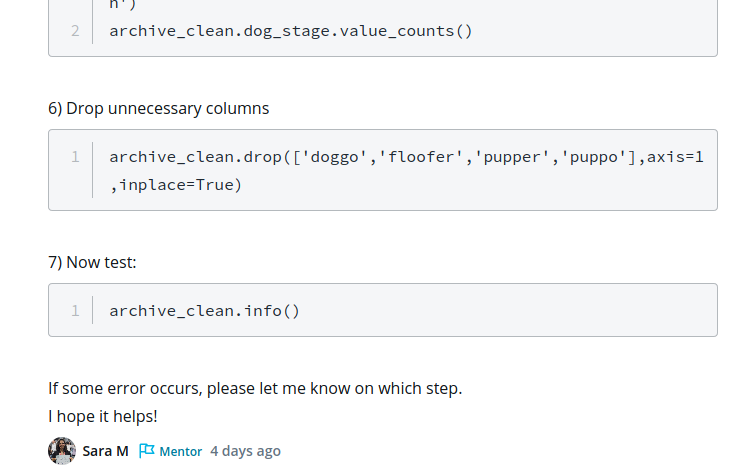 n')
2 archive_clean.dog_stage.value_counts()
6) Drop unnecessary columns
1 archive_clean.drop(['doggo','floofer','pupper','puppo'],axis=1
,inplace=True)
7) Now test:
1 archive_clean.info()
If some error occurs, please let me know on which step.
I hope it helps!
Sara M Mentor 4 days ago